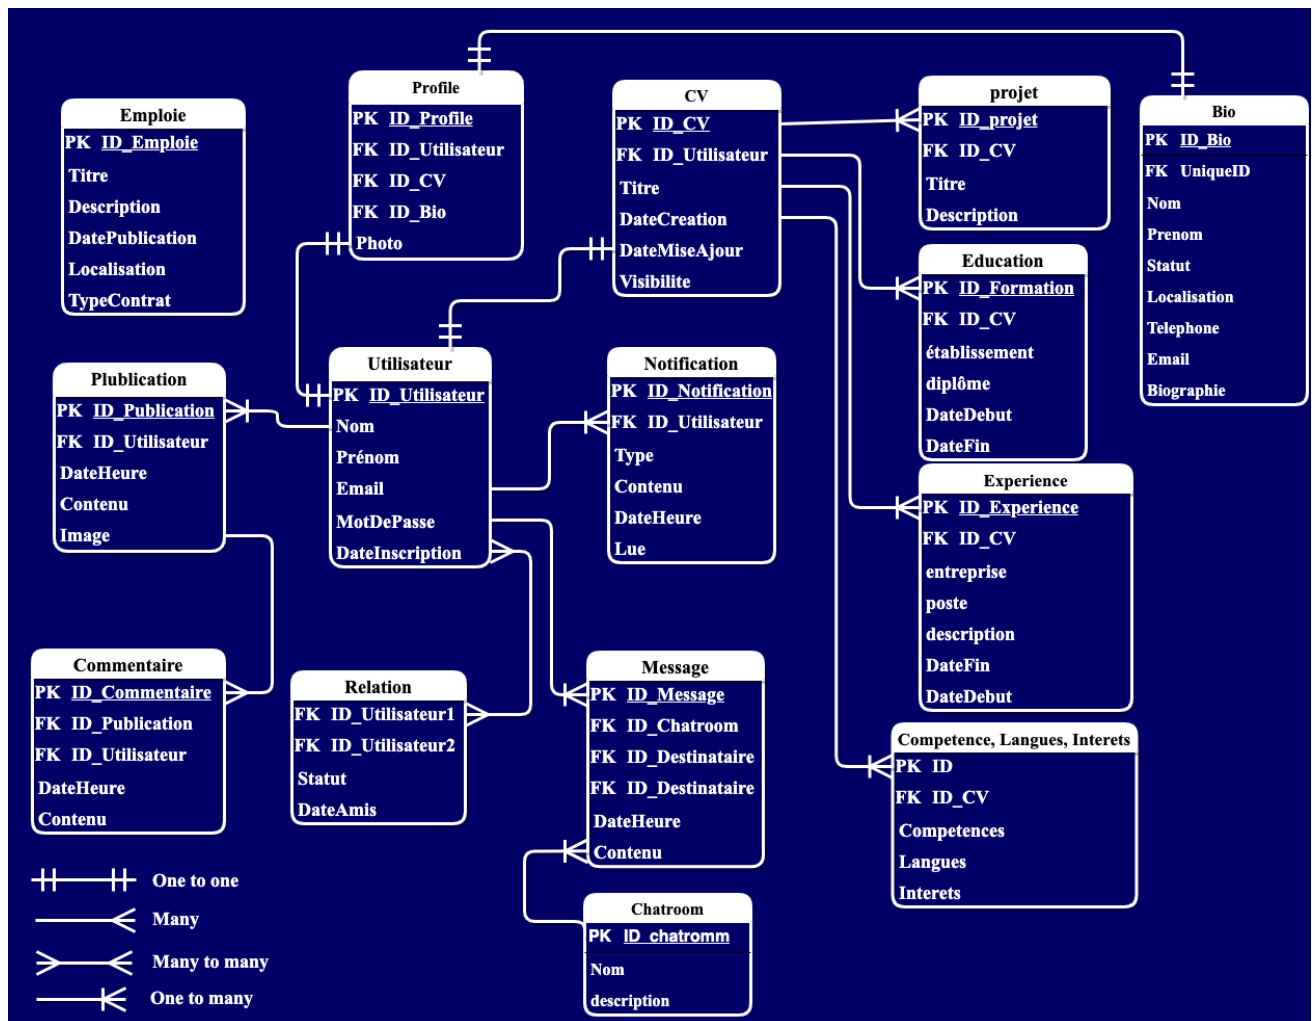 Emploie
PK ID_Emploie
Titre
Description
DatePublication
Localisation
TypeContrat
Profile
PK ID_Profile
FK ID_Utilisateur
FK ID_CV
FK ID_Bio
Photo
CV
PK ID_CV
FK ID_Utilisateur
Titre
DateCreation
DateMiseAjour
Visibilite
projet
PK ID_projet
FK ID_CV
Titre
Description
Bio
PK ID_Bio
FK UniqueID
Nom
Prenom
Statut
Localisation
Telephone
Email
Biographie
Education
PK ID_Formation
FK ID_CV
établissement
diplôme
DateDebut
DateFin
Plublication
PK ID_Publication
FK ID_Utilisateur
DateHeure
Contenu
Image
Utilisateur
PK ID_Utilisateur
Nom
Prénom
Email
MotDePasse
DateInscription
Notification
PK ID_Notification
FK ID_Utilisateur
Type
Contenu
DateHeure
Lue
Experience
PK ID_Experience
FK ID_CV
entreprise
poste
description
DateFin
DateDebut
Commentaire
PK ID_Commentaire
FK ID_Publication
FK ID_Utilisateur
DateHeure
Contenu
Relation
FK ID_Utilisateur1
FK ID_Utilisateur2
Statut
DateAmis
Message
PK ID_Message
FK ID_Chatroom
FK ID_Destinataire
FK ID_Destinataire
DateHeure
Contenu
Competence, Langues, Interets
PK ID
FK ID_CV
Competences
Langues
Interets
Chatroom
PK ID_chatromm
Nom
description
One to one
Many
Many to many
One to many